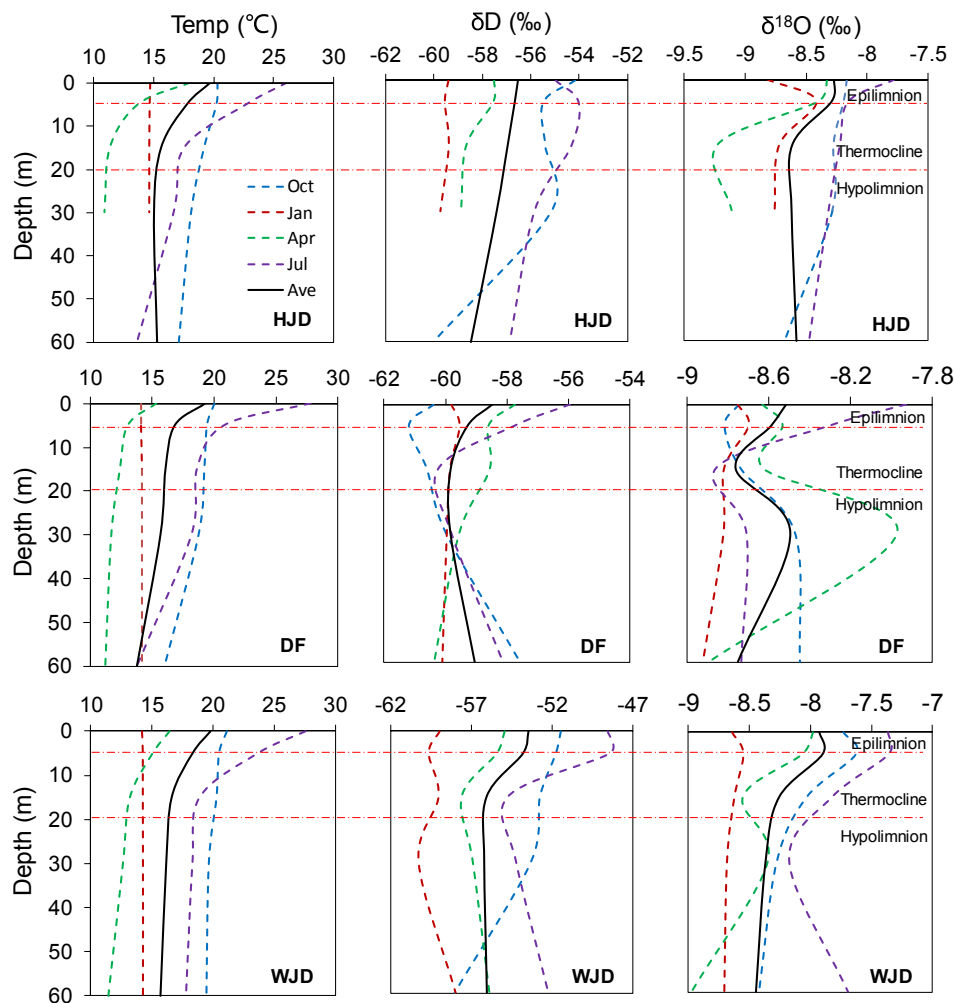 Temp (℃) δD (‰) δ¹⁸O (‰)
10 15 20 25 30 -62 -60 -58 -56 -54 -52 -9.5 -9 -8.5 -8 -7.5
Depth (m)
0
10
20
30
40
50
60
Oct
Jan
Apr
Jul
Ave
HJD
HJD
Epilimnion
Thermocline
Hypolimnion
HJD
10 15 20 25 30 -62 -60 -58 -56 -54 -9 -8.6 -8.2 -7.8
Depth (m)
0
10
20
30
40
50
60
DF
DF
Epilimnion
Thermocline
Hypolimnion
DF
10 15 20 25 30 -62 -57 -52 -47 -9 -8.5 -8 -7.5 -7
Depth (m)
0
10
20
30
40
50
60
WJD
WJD
Epilimnion
Thermocline
Hypolimnion
WJD